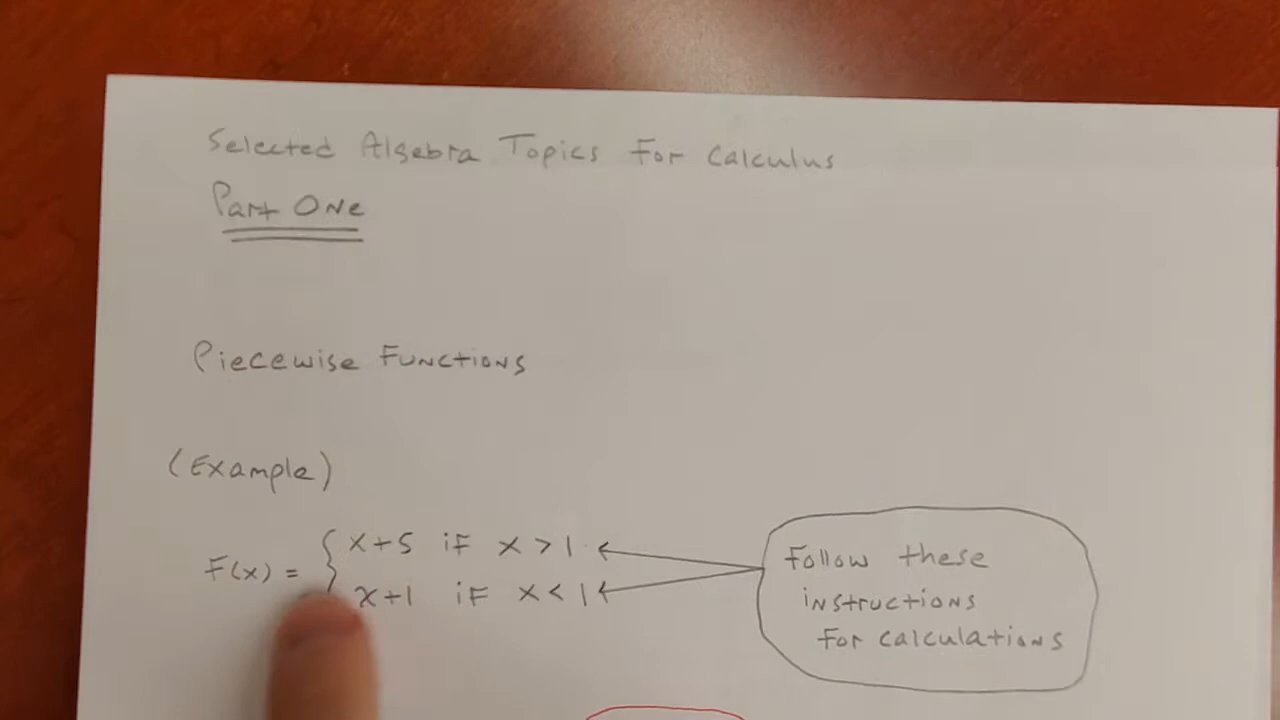 Selected Algebra Topics For Calculus
Part One
Piecewise Functions
(Example)
F(x) = { x+5 if x > 1
x+1 if x < 1
Follow these
instructions
For calculations